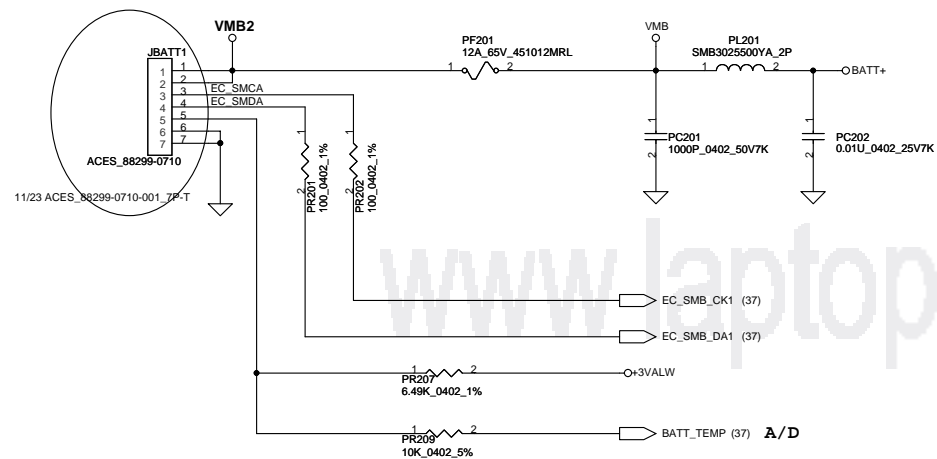 VMB2
VMB
PF201
12A_65V_451012MRL
PL201
SMB3025500YA_2P
JBATT1
1 1
2 2
3 3
4 4
5 5
6 6
7 7
1 2
1 2
BATT+
EC_SMCA
EC_SMDA
ACES_88299-0710
11/23 ACES_88299-0710-001_7P-T
1
2
PC201
1000P_0402_50V7K
1
2
PC202
0.01U_0402_25V7K
1
2
PR201
100_0402_1%
1
2
PR202
100_0402_1%
www.laptop
EC_SMB_CK1 (37)
EC_SMB_DA1 (37)
1 2
PR207
6.49K_0402_1%
+3VALW
1 2
PR209
10K_0402_5%
BATT_TEMP (37) A/D